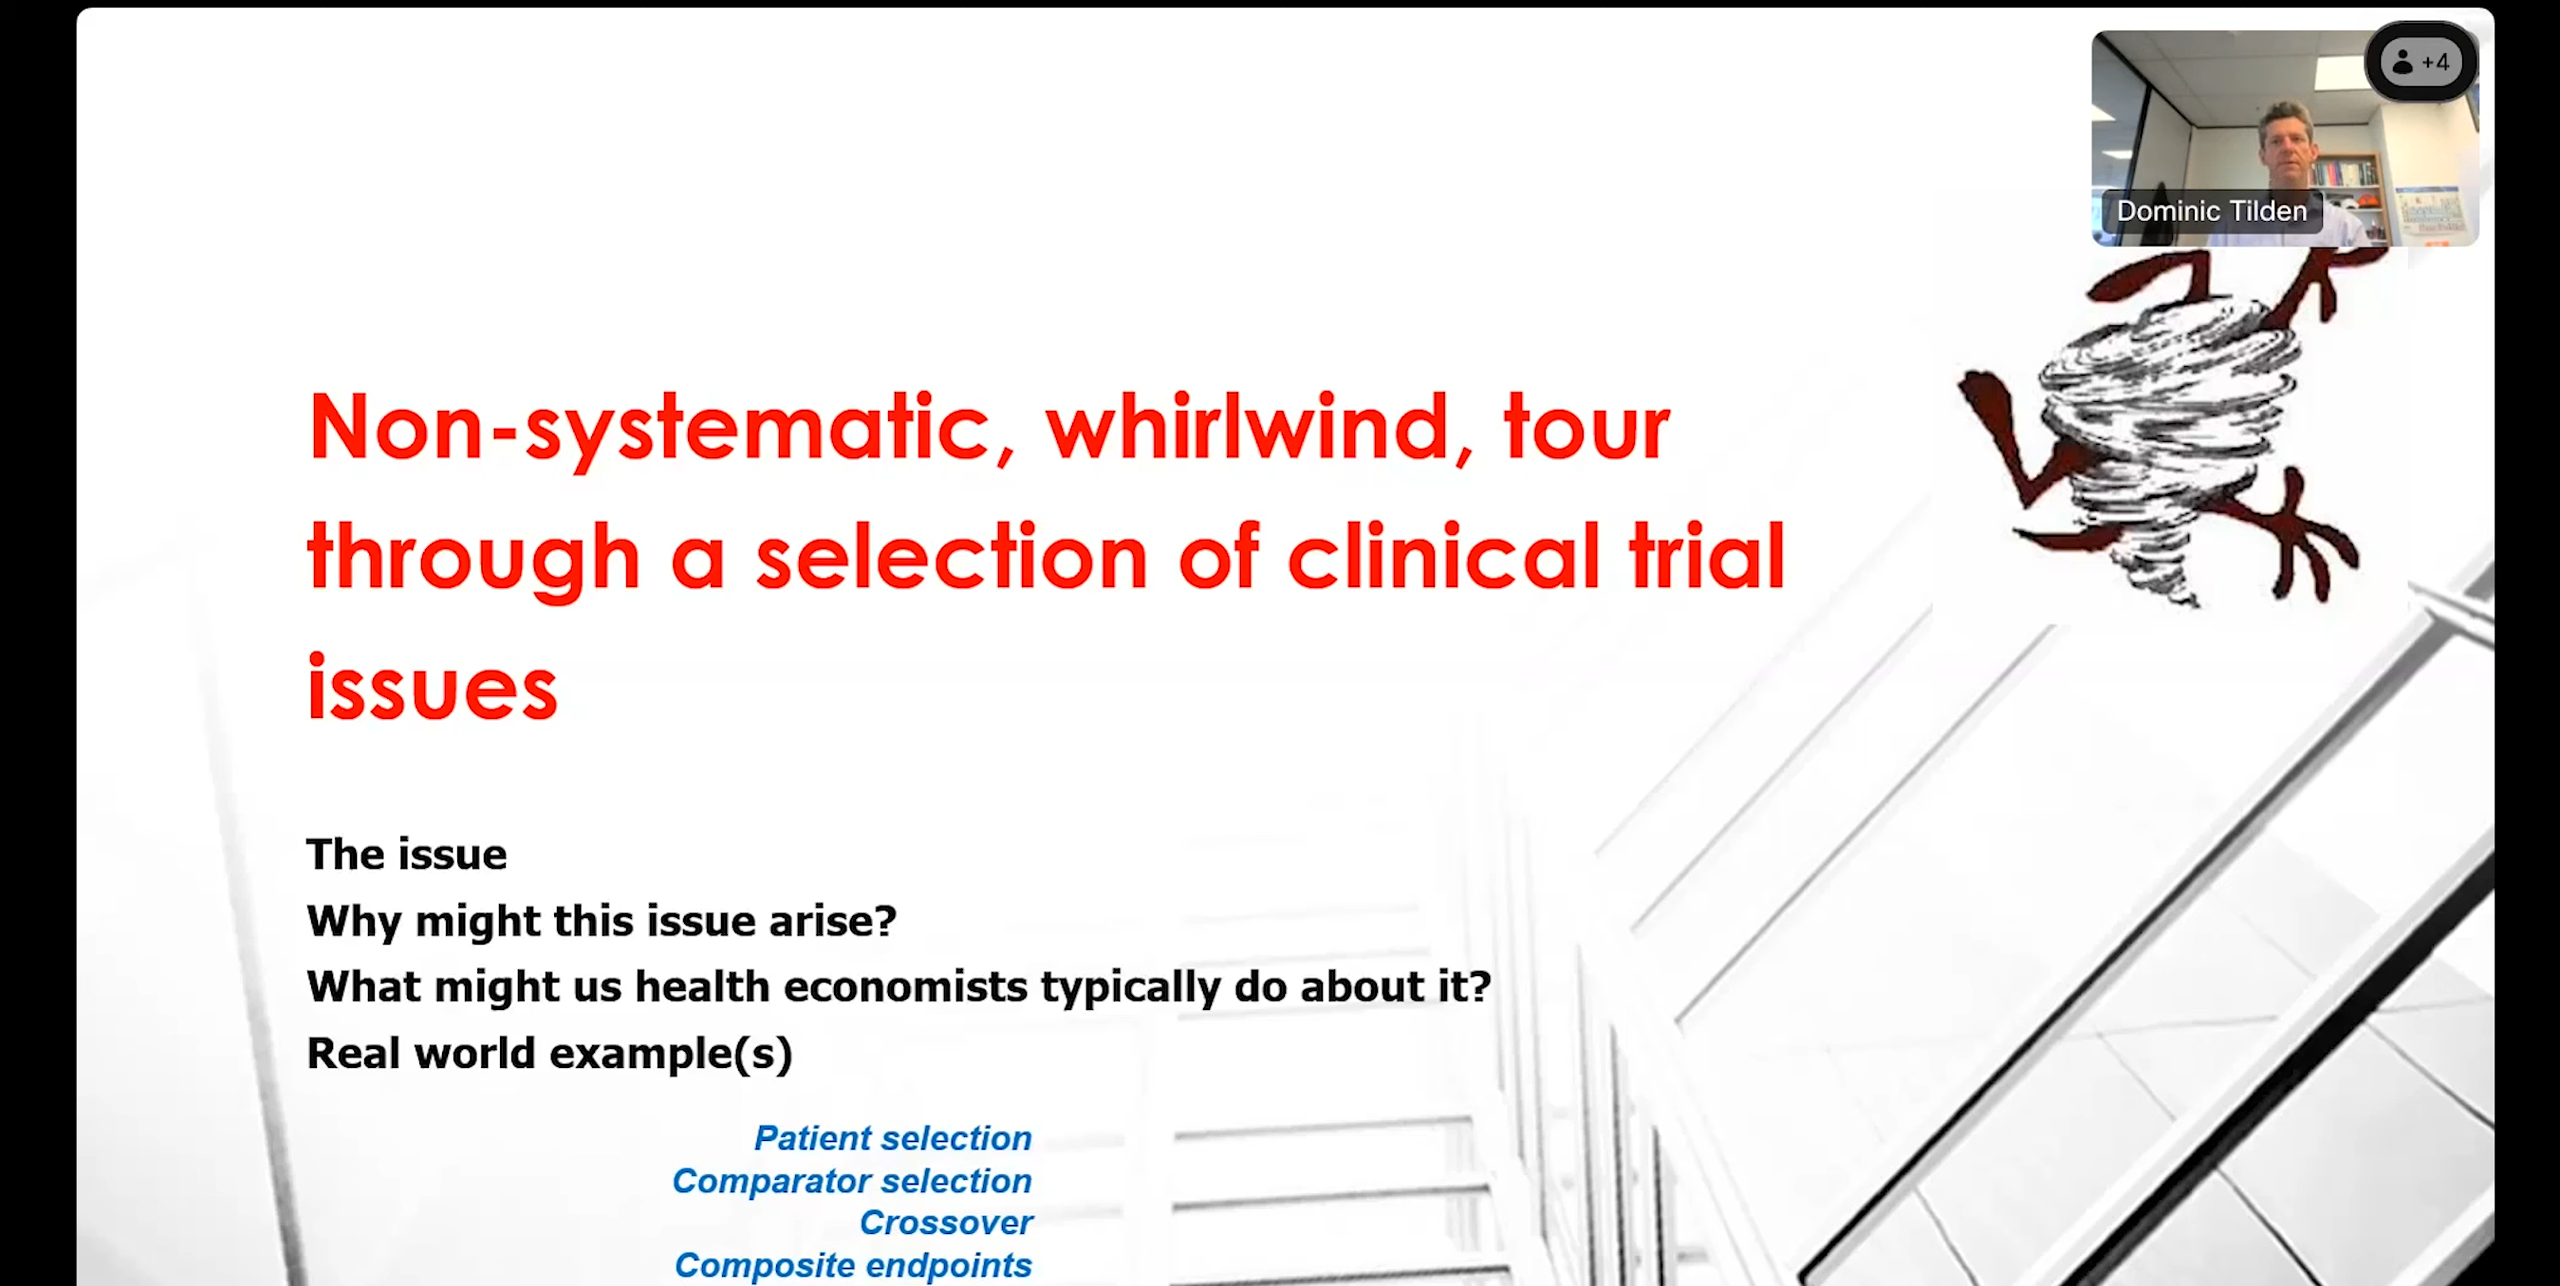 +4
Dominic Tilden
Non-systematic, whirlwind, tour
through a selection of clinical trial
issues
The issue
Why might this issue arise?
What might us health economists typically do about it?
Real world example(s)
Patient selection
Comparator selection
Crossover
Composite endpoints